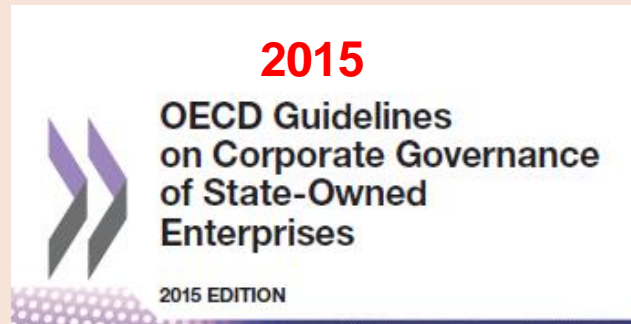 2015
OECD Guidelines
on Corporate Governance
of State-Owned
Enterprises
2015 EDITION